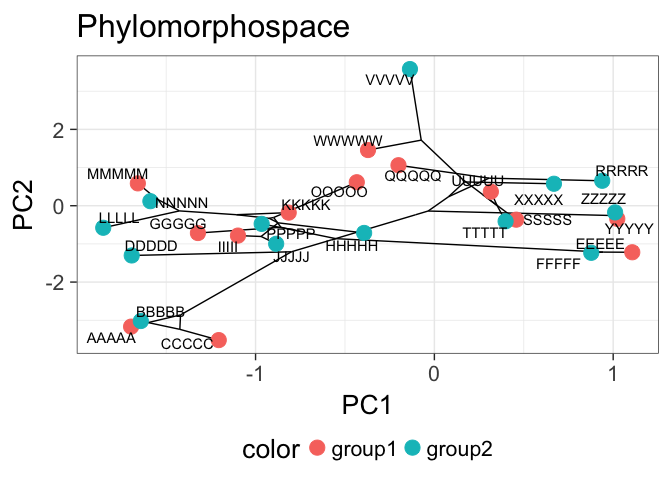 Phylomorphospace
PC2
2
0
-2
VVVVV
WWWWW
QQQQQ
UUUUU
RRRRR
MMMMM
OOOOO
XXXXX
ZZZZZ
NNNNN
KKKKK
LLLLL
GGGGG
SSSSS
YYYYY
PPPPP
TTTTT
DDDDD
IIIII
HHHHH
EEEEE
JJJJJ
FFFFF
BBBBB
AAAAA
CCCCC
-1
0
1
PC1
color group1 group2